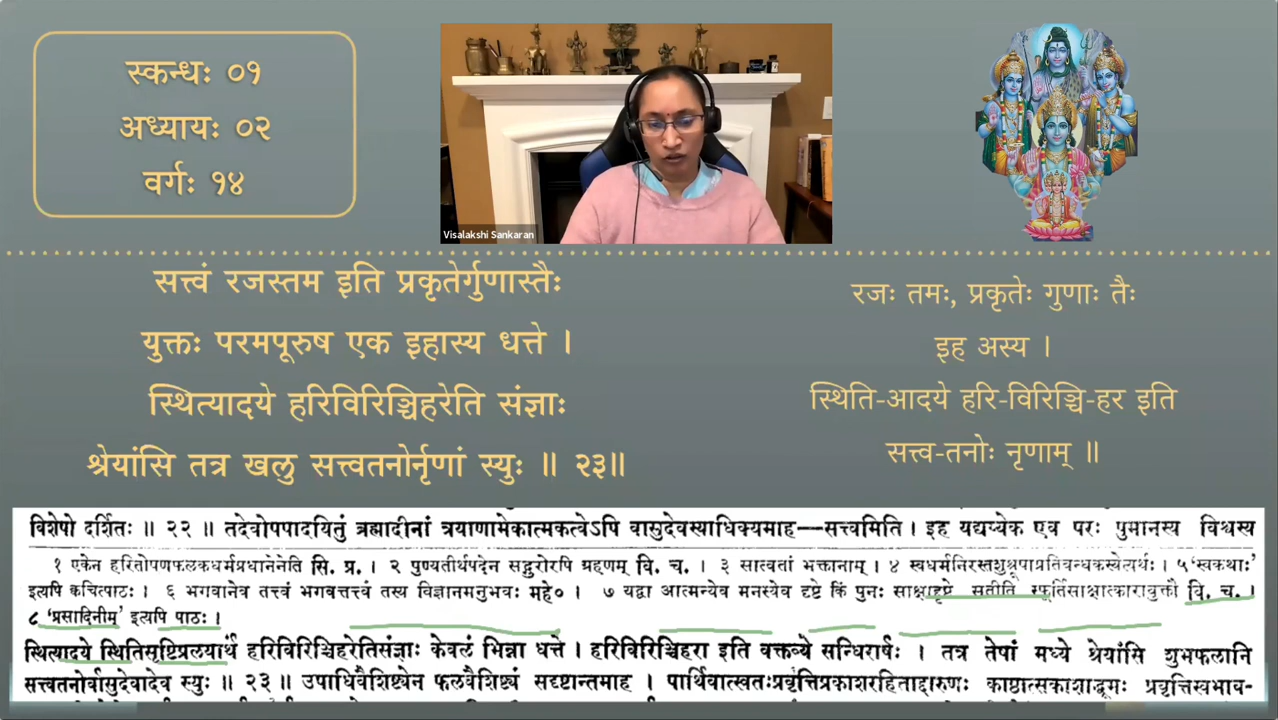 स्कन्धः ०१
अध्यायः ०२
वर्गः १४
Visalakshi Sankaran
सत्त्वं रजस्तम इति प्रकृतेर्गुणास्तैः
युक्तः परमपूरुष एक इहास्य धत्ते ।
स्थित्यादये हरिविरिञ्चिहरेति संज्ञाः
श्रेयांसि तत्र खलु सत्त्वतनोर्नृणां स्युः ॥ २३॥
रजः तमः, प्रकृतेः गुणाः तैः
इह अस्य ।
स्थिति-आदये हरि-विरिञ्चि-हर इति
सत्त्व-तनोः नृणाम् ॥
विशेषो दर्शितः ॥ २२ ॥ तदेवोपपादयितुं ब्रह्मादीनां त्रयाणामेकात्मकत्वेऽपि वासुदेवस्याधिक्यमाह—सत्त्वमिति । इह यद्यप्येक एव परः पुमानस्य विश्वस्य
१ एकेन हरितोषणफलकधर्मप्रधानेनेति सि. प्र. । २ पुण्यतीर्थपदेन सद्गुरोरपि ग्रहणम् वि. च. । ३ सात्वतां भक्तानाम् । ४ स्वधर्मनिरस्तशुश्रूषाप्रतिबन्धकस्येत्यर्थः । ५ 'स्वकथाः'
इत्यपि क्वचित्पाठः । ६ भगवानेव तत्त्वं भगवत्तत्त्वं तस्य विज्ञानमनुभवः महे० । ७ यद्वा आत्मन्येव मनस्येव दृष्टे किं पुनः साक्षाद्दृष्टे सतीति स्फूर्तिसाक्षात्कारावुक्तौ वि. च. ।
८ 'प्रसादिनीम्' इत्यपि पाठः ।
स्थित्यादये स्थितिसृष्टिप्रलयार्थं हरिविरिञ्चिहरेतिसंज्ञाः केवलं भिन्ना धत्ते । हरिविरिञ्चिहरा इति वक्तव्ये सन्धिरार्षः । तत्र तेषां मध्ये श्रेयांसि शुभफलानि
सत्त्वतनोर्वासुदेवादेव स्युः ॥ २३ ॥ उपाधिवैशिष्ट्येन फलवैशिष्ट्यं सदृष्टान्तमाह । पार्थिवात्स्वतःप्रवृत्तिप्रकाशरहिताद्दारुणः काष्ठात्सकाशाद्धूमः प्रवृत्तिस्वभाव-